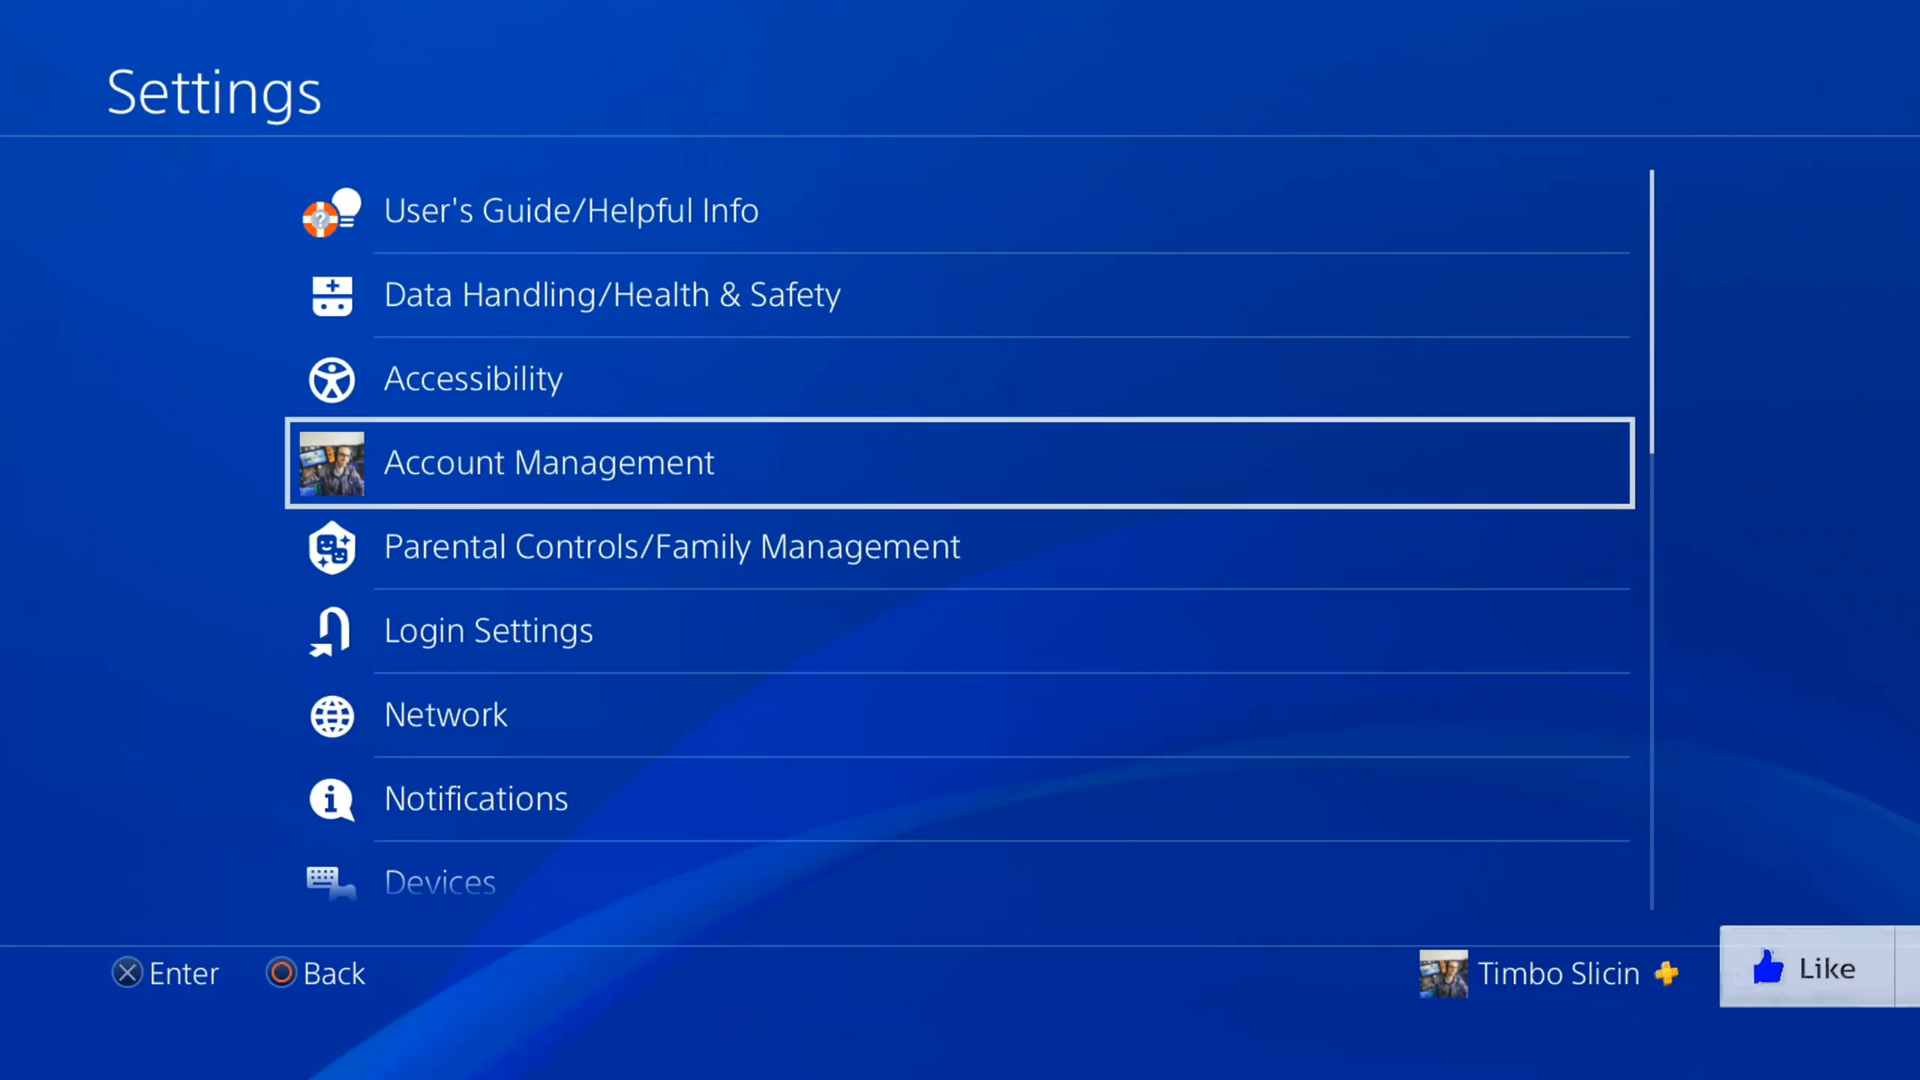 Settings
User's Guide/Helpful Info
Data Handling/Health & Safety
Accessibility
Account Management
Parental Controls/Family Management
Login Settings
Network
Notifications
Devices
Enter Back Timbo Slicin Like